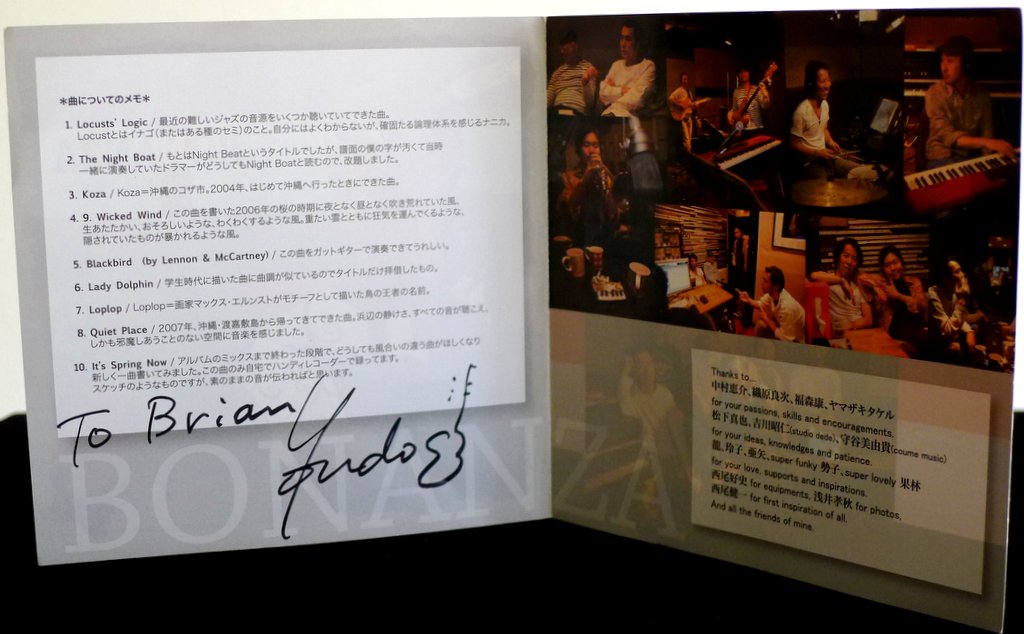 ＊曲についてのメモ＊
1. Locusts' Logic / 最近の難しいジャズの音源をいくつか聴いていてできた曲。
Locustとはイナゴ（またはある種のセミ）のこと。自分にはよくわからないが、確固たる論理体系を感じるナニカ。
2. The Night Boat / もとはNight Beatというタイトルでしたが、譜面の僕の字が汚くて当時
一緒に演奏していたドラマーがどうしてもNight Boatと読むので、改題しました。
3. Koza / Koza＝沖縄のコザ市。2004年、はじめて沖縄へ行ったときにできた曲。
4. 9. Wicked Wind / この曲を書いた2006年の桜の時期に夜となく昼となく吹き荒れていた風。
生あたたかい、おそろしいような、わくわくするような風。重たい雲とともに狂気を運んでくるような、
隠されていたものが暴かれるような風。
5. Blackbird (by Lennon & McCartney) / この曲をガットギターで演奏できてうれしい。
6. Lady Dolphin / 学生時代に描いた曲に曲調が似ているのでタイトルだけ拝借したもの。
7. Loplop / Loplop＝画家マックス・エルンストがモチーフとして描いた鳥の王者の名前。
8. Quiet Place / 2007年、沖縄・渡嘉敷島から帰ってきてできた曲。浜辺の静けさ、すべての音が聴こえ、
しかも邪魔しあうことのない空間に音楽を感じました。
10. It's Spring Now / アルバムのミックスまで終わった段階で、どうしても風合いの違う曲がほしくなり
新しく一曲書いてみました。この曲のみ自宅でハンディレコーダーで録ってます。
スケッチのようなものですが、素のままの音が伝わればと思います。
To Brian
BONANZA
Thanks to....
中村恵介、織原良次、福森康、ヤマザキタケル
for your passions, skills and encouragements.
松下真也、吉川昭仁(studio dede)、守谷美由貴(coume music)
for your ideas, knowledges and patience.
龍、玲子、亜矢、super funky 勢子、super lovely 果林
for your love, supports and inspirations.
西尾好史 for equipments, 浅井孝秋 for photos,
西尾健一 for first inspiration of all.
And all the friends of mine.